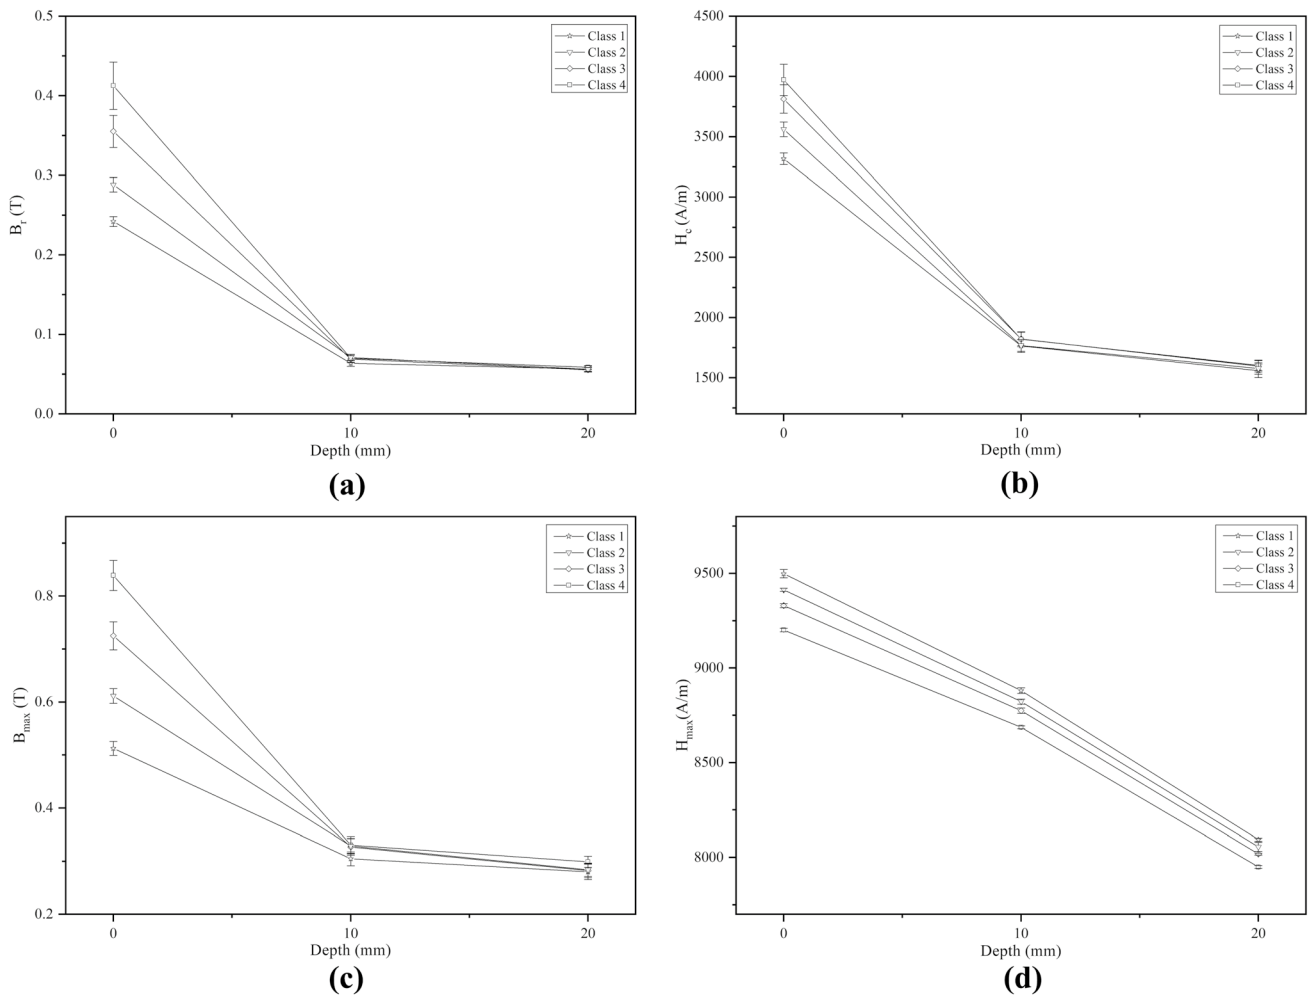 0.5
0.4
0.3
0.2
0.1
0.0
B_r (T)
0 10 20
Depth (mm)
Class 1
Class 2
Class 3
Class 4
(a)
4500
4000
3500
3000
2500
2000
1500
H_c (A/m)
0 10 20
Depth (mm)
Class 1
Class 2
Class 3
Class 4
(b)
0.8
0.6
0.4
0.2
B_max (T)
0 10 20
Depth (mm)
Class 1
Class 2
Class 3
Class 4
(c)
9500
9000
8500
8000
H_max(A/m)
0 10 20
Depth (mm)
Class 1
Class 2
Class 3
Class 4
(d)